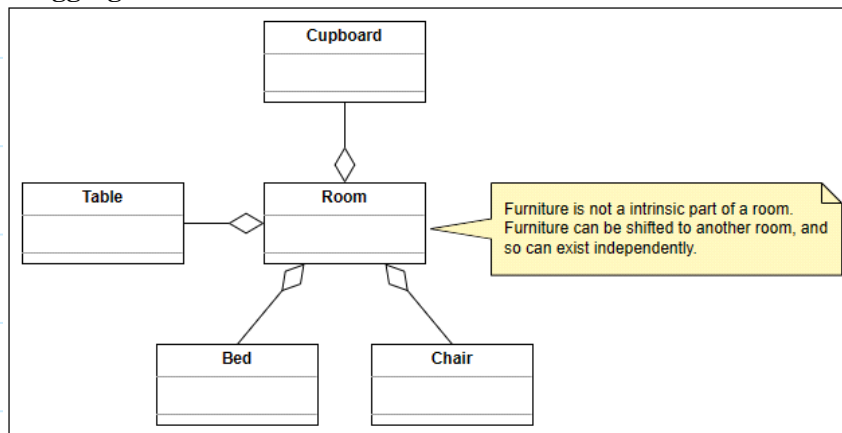 Cupboard
Table
Room
Furniture is not a intrinsic part of a room.
Furniture can be shifted to another room, and
so can exist independently.
Bed
Chair